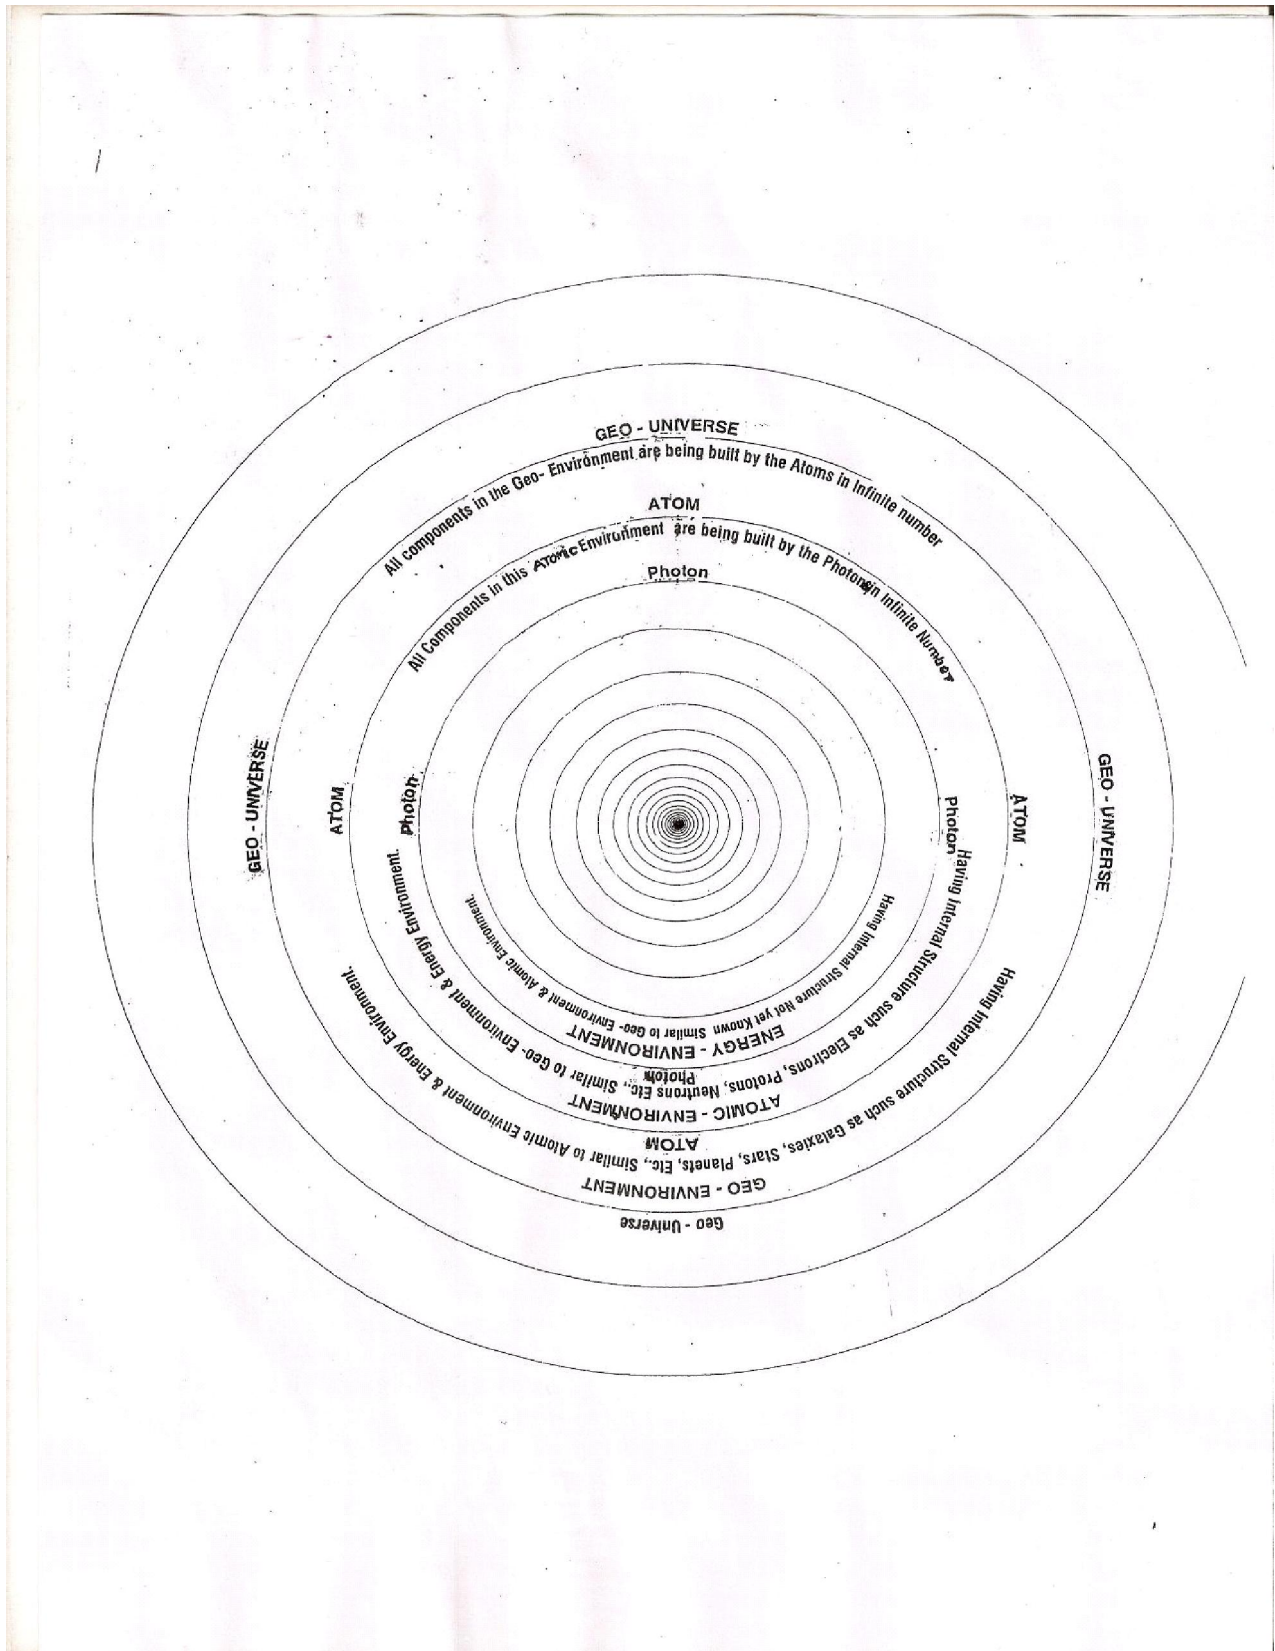 GEO - UNIVERSE
All components in the Geo- Environment are being built by the Atoms in Infinite number
ATOM
All Components in this Atomic Environment are being built by the Photons in Infinite Number
Photon
GEO - UNIVERSE
ATOM
Photon
Photon
ATOM
GEO - UNIVERSE
Having Internal Structure Not yet Known Similar to Geo- Environment & Atomic Environment.
ENERGY - ENVIRONMENT
Photon
Having Internal Structure such as Electrons, Protons, Neutrons Etc., Similar to Geo- Environment & Energy Environment.
ATOMIC - ENVIRONMENT
ATOM
Having Internal Structure such as Galaxies, Stars, Planets, Etc., Similar to Atomic Environment & Energy Environment.
GEO - ENVIRONMENT
Geo - Universe